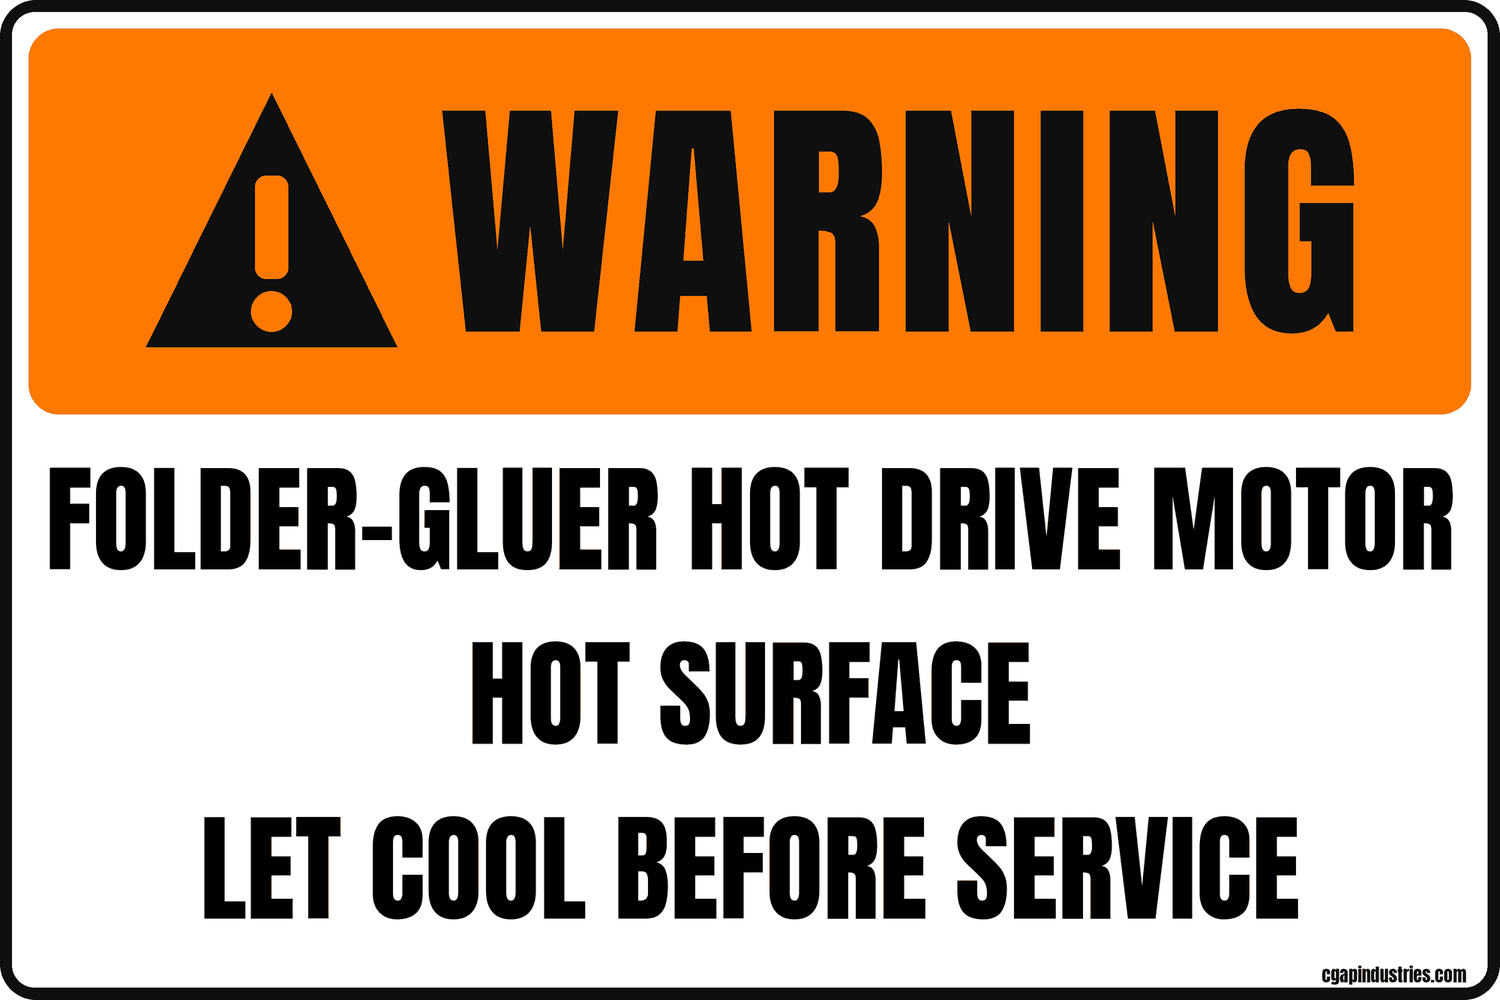 WARNING
FOLDER-GLUER HOT DRIVE MOTOR
HOT SURFACE
LET COOL BEFORE SERVICE
cgapindustries.com